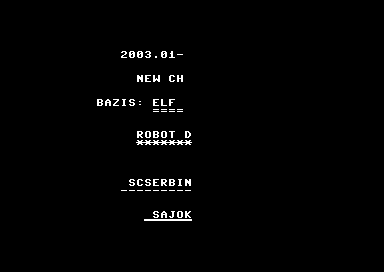 2003.01-
NEW CH
BAZIS: ELF
====
ROBOT D
*******
SCSERBIN
---------
SAJOK